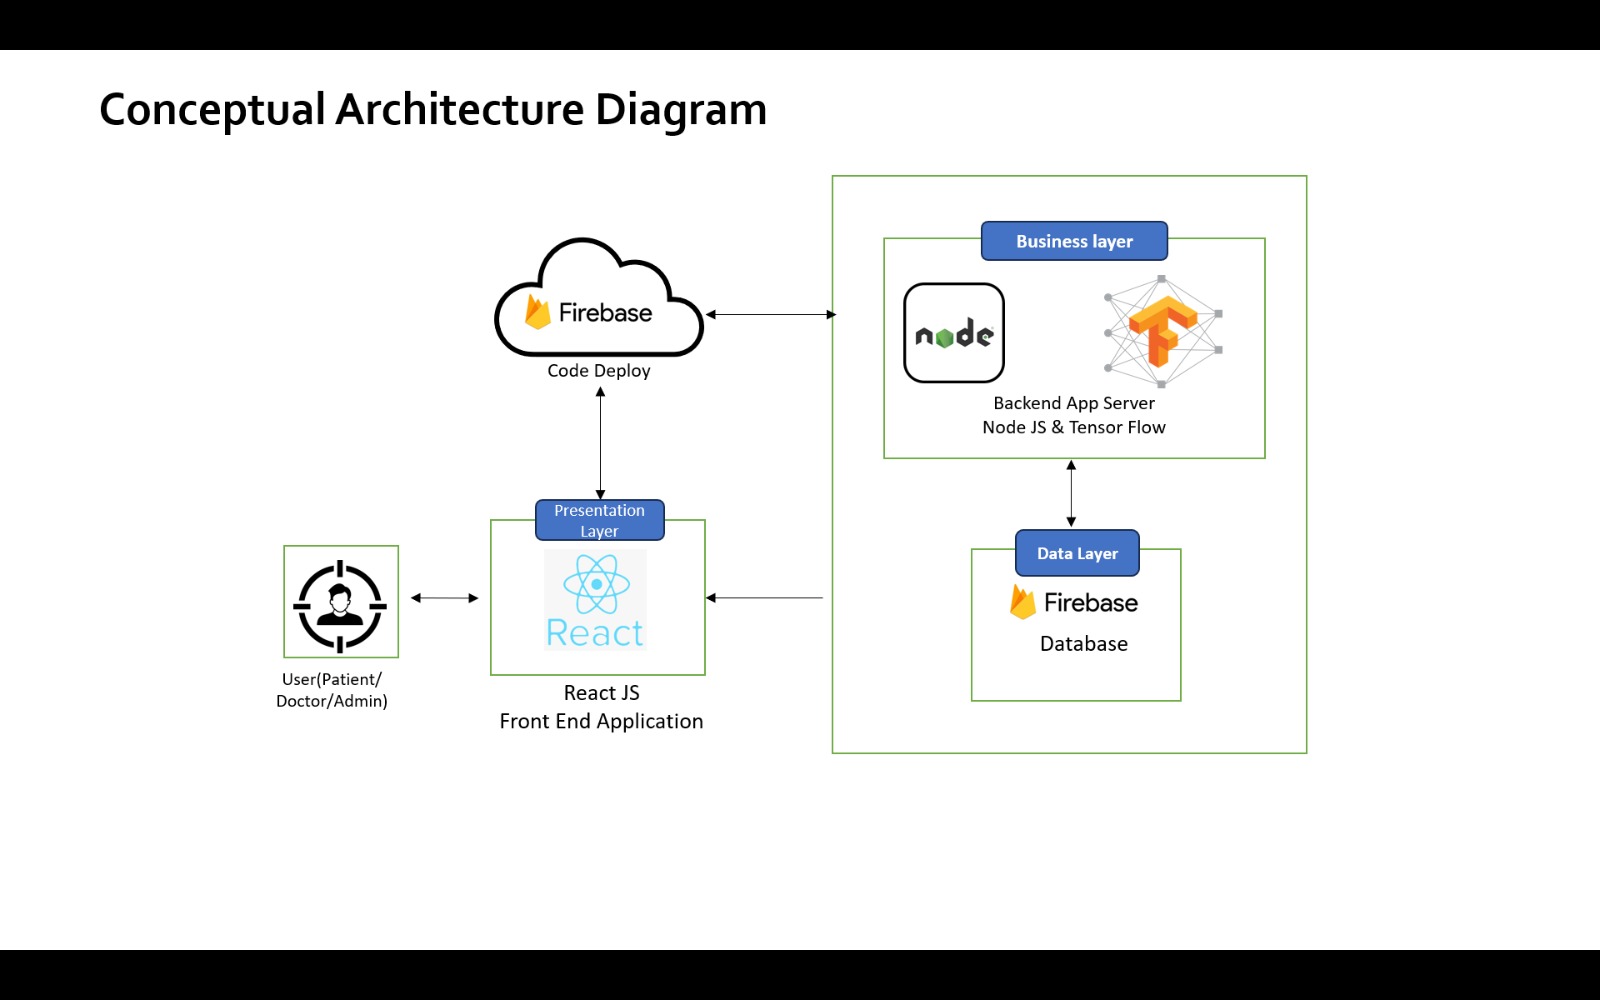 Conceptual Architecture Diagram
Business layer
Firebase
Code Deploy
node
Backend App Server
Node JS & Tensor Flow
Presentation
Layer
React
React JS
Front End Application
User(Patient/
Doctor/Admin)
Data Layer
Firebase
Database